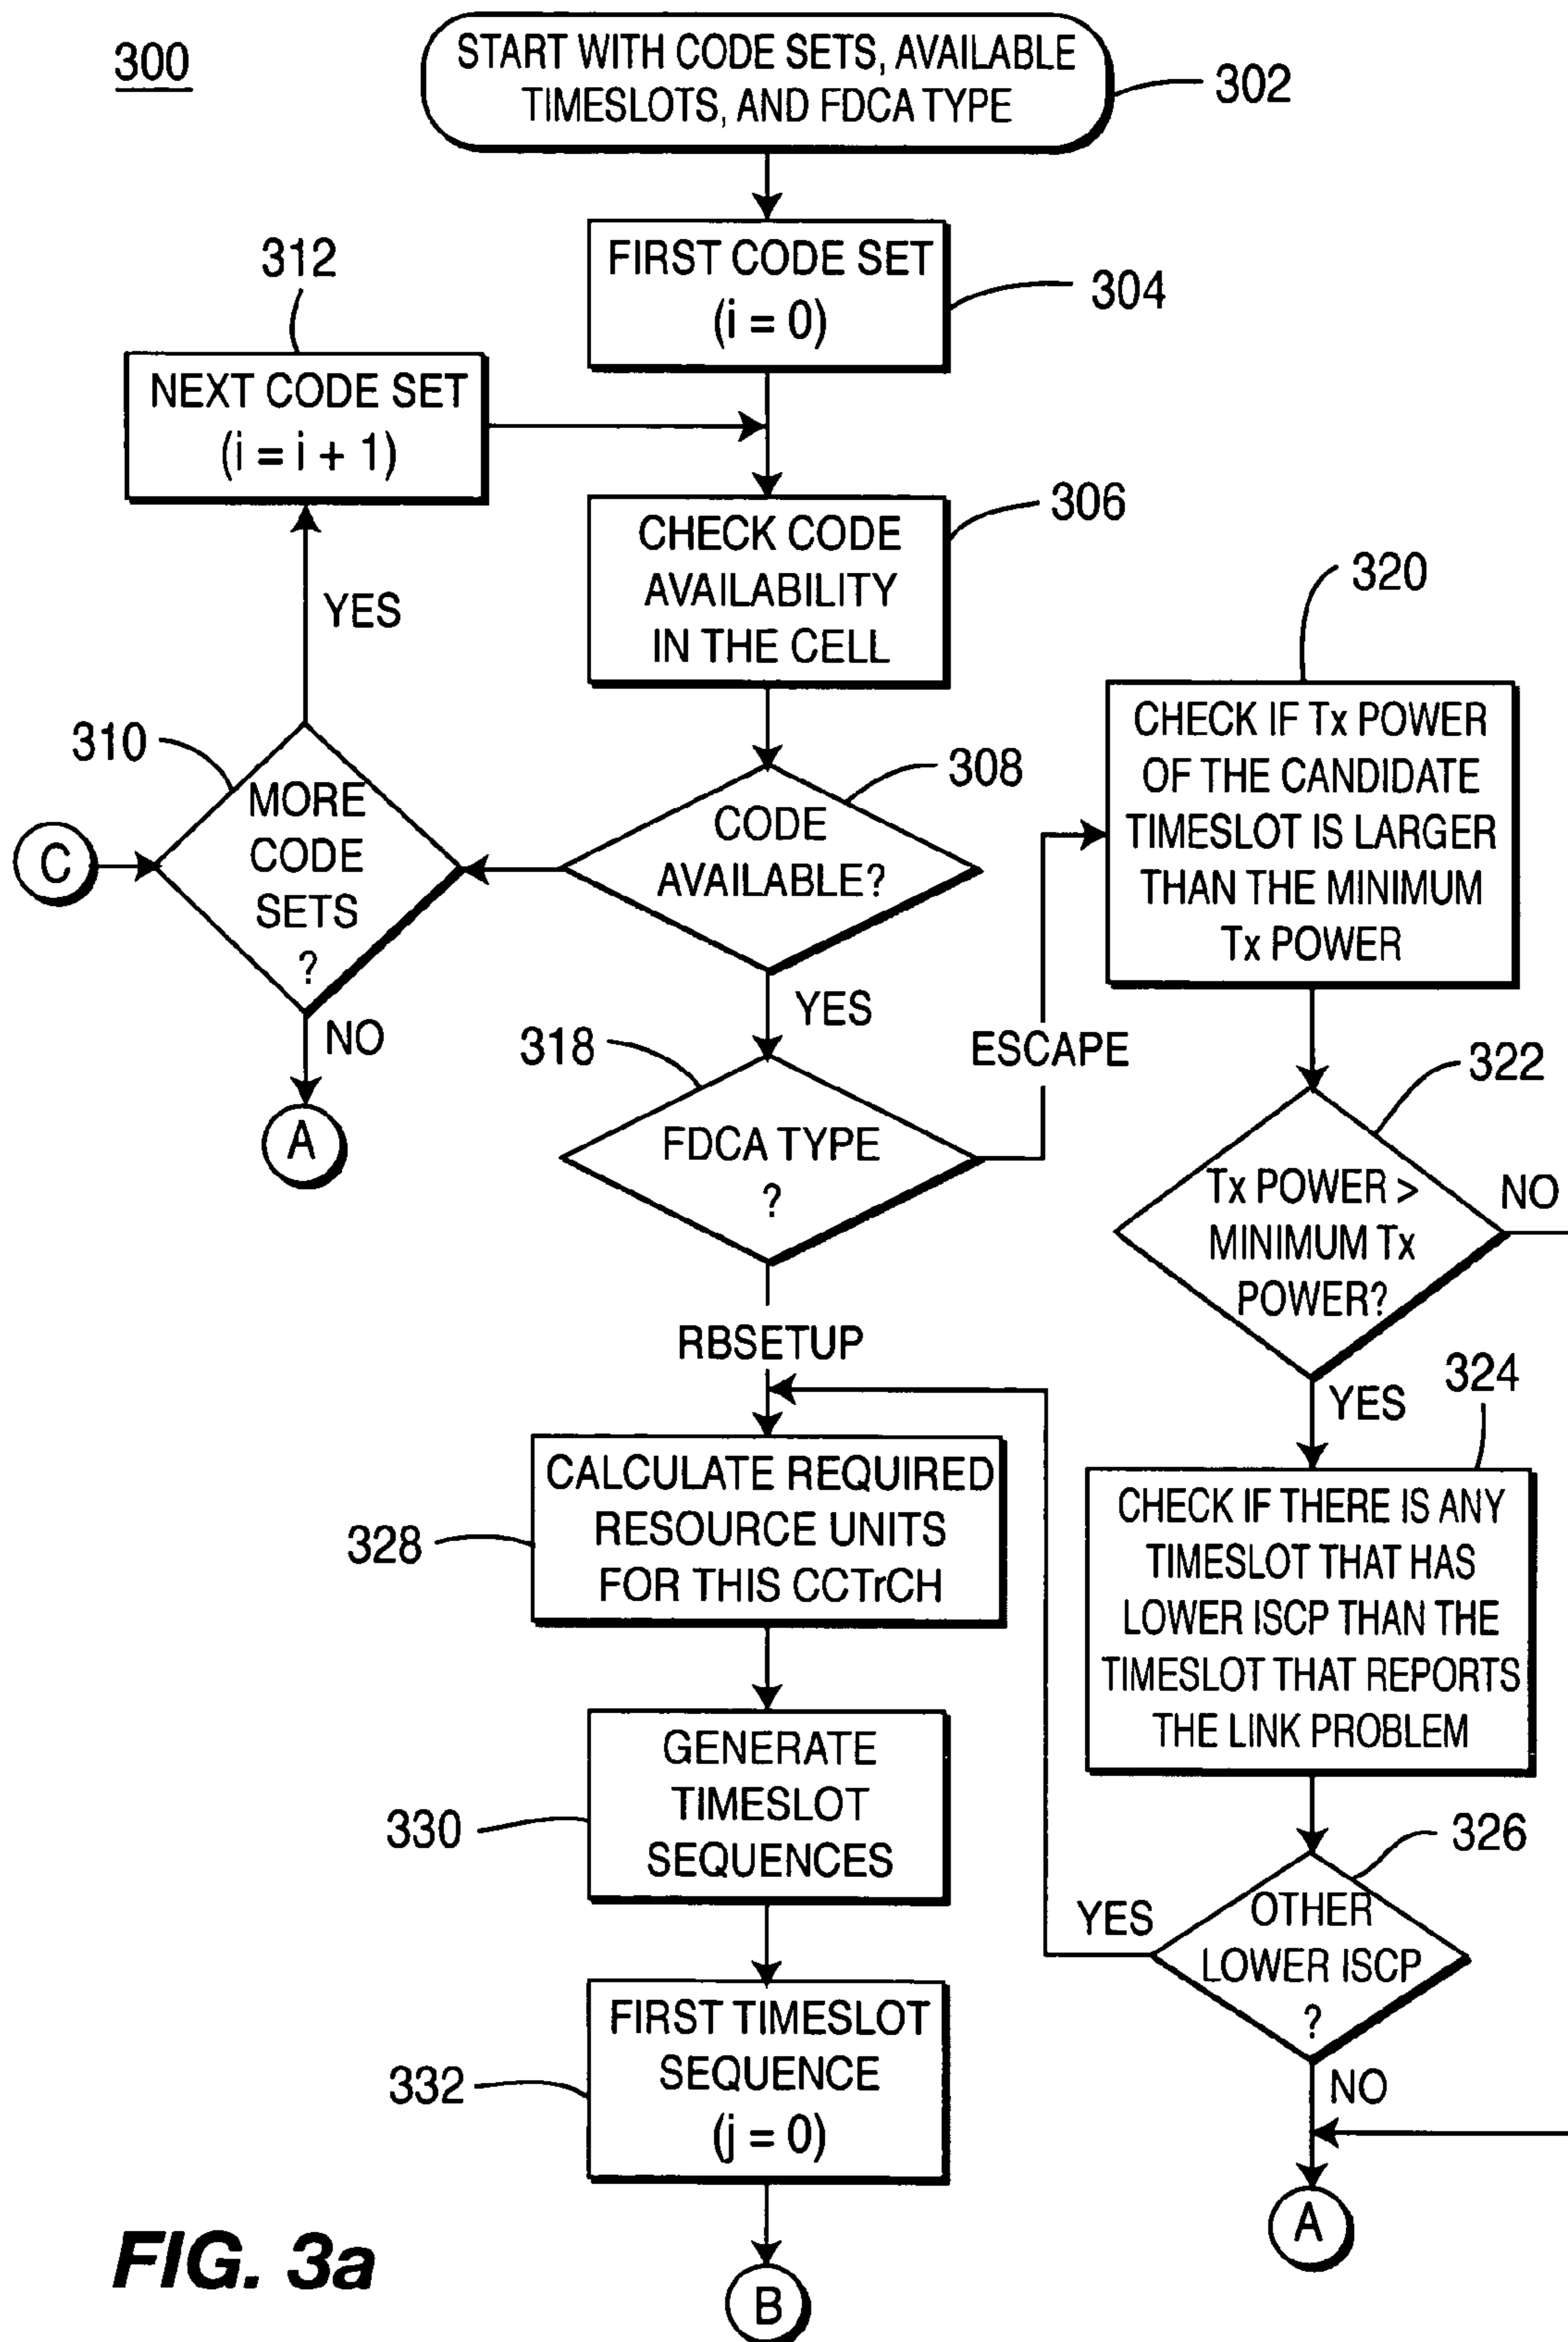 300
START WITH CODE SETS, AVAILABLE
TIMESLOTS, AND FDCA TYPE
302
FIRST CODE SET
(i = 0)
304
312
NEXT CODE SET
(i = i + 1)
CHECK CODE
AVAILABILITY
IN THE CELL
306
YES
320
CHECK IF Tx POWER
OF THE CANDIDATE
TIMESLOT IS LARGER
THAN THE MINIMUM
Tx POWER
310
MORE
CODE
SETS
?
C
308
CODE
AVAILABLE?
NO
A
YES
318
FDCA TYPE
?
ESCAPE
322
Tx POWER >
MINIMUM Tx
POWER?
NO
RBSETUP
YES
324
CALCULATE REQUIRED
RESOURCE UNITS
FOR THIS CCTrCH
328
CHECK IF THERE IS ANY
TIMESLOT THAT HAS
LOWER ISCP THAN THE
TIMESLOT THAT REPORTS
THE LINK PROBLEM
GENERATE
TIMESLOT
SEQUENCES
330
326
OTHER
LOWER ISCP
?
YES
FIRST TIMESLOT
SEQUENCE
(j = 0)
332
NO
A
B
FIG. 3a